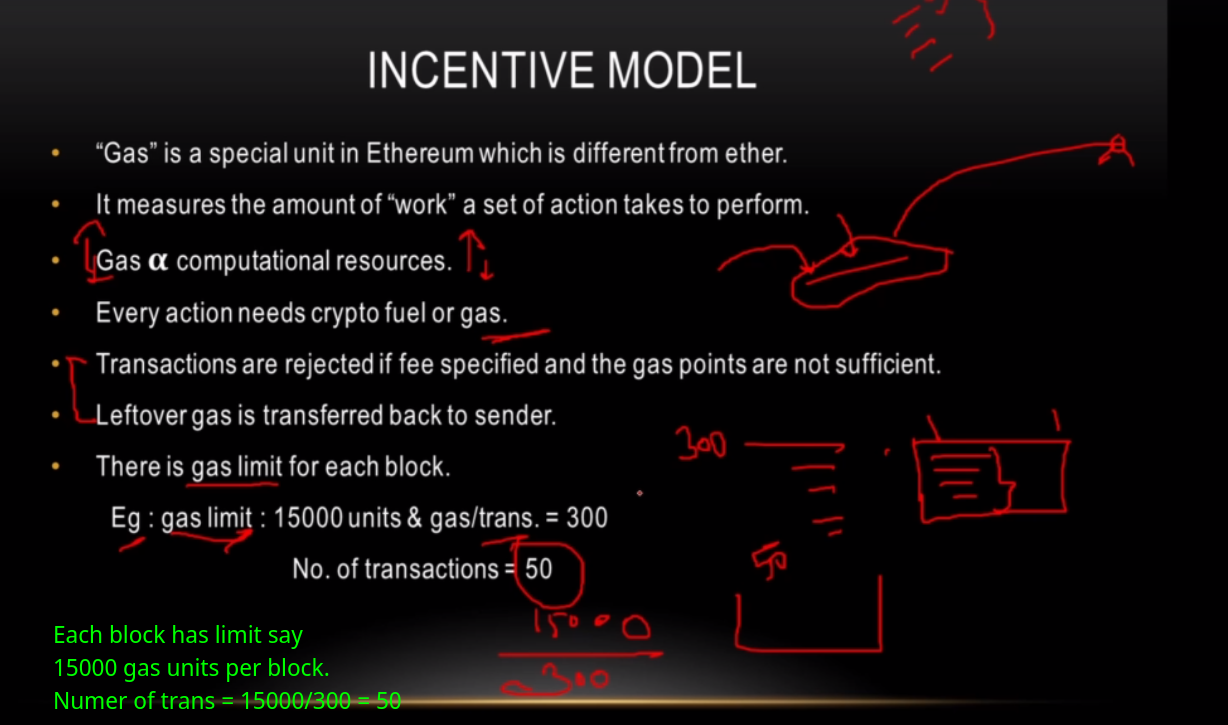 INCENTIVE MODEL
• “Gas” is a special unit in Ethereum which is different from ether.
• It measures the amount of “work” a set of action takes to perform.
• Gas α computational resources.
• Every action needs crypto fuel or gas.
• Transactions are rejected if fee specified and the gas points are not sufficient.
• Leftover gas is transferred back to sender.
300
• There is gas limit for each block.
Eg : gas limit : 15000 units & gas/trans. = 300
50
No. of transactions = 50
15000
300
Each block has limit say
15000 gas units per block.
Numer of trans = 15000/300 = 50